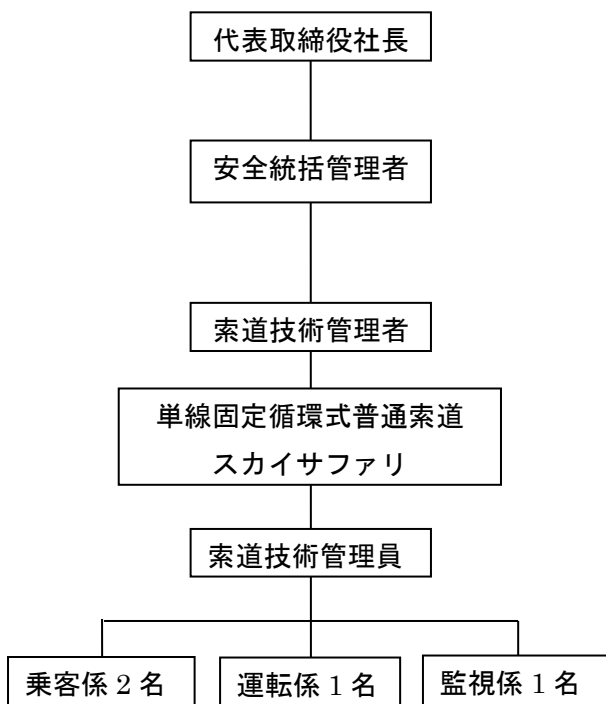 代表取締役社長
安全統括管理者
索道技術管理者
単線固定循環式普通索道
スカイサファリ
索道技術管理員
乗客係 2 名
運転係 1 名
監視係 1 名